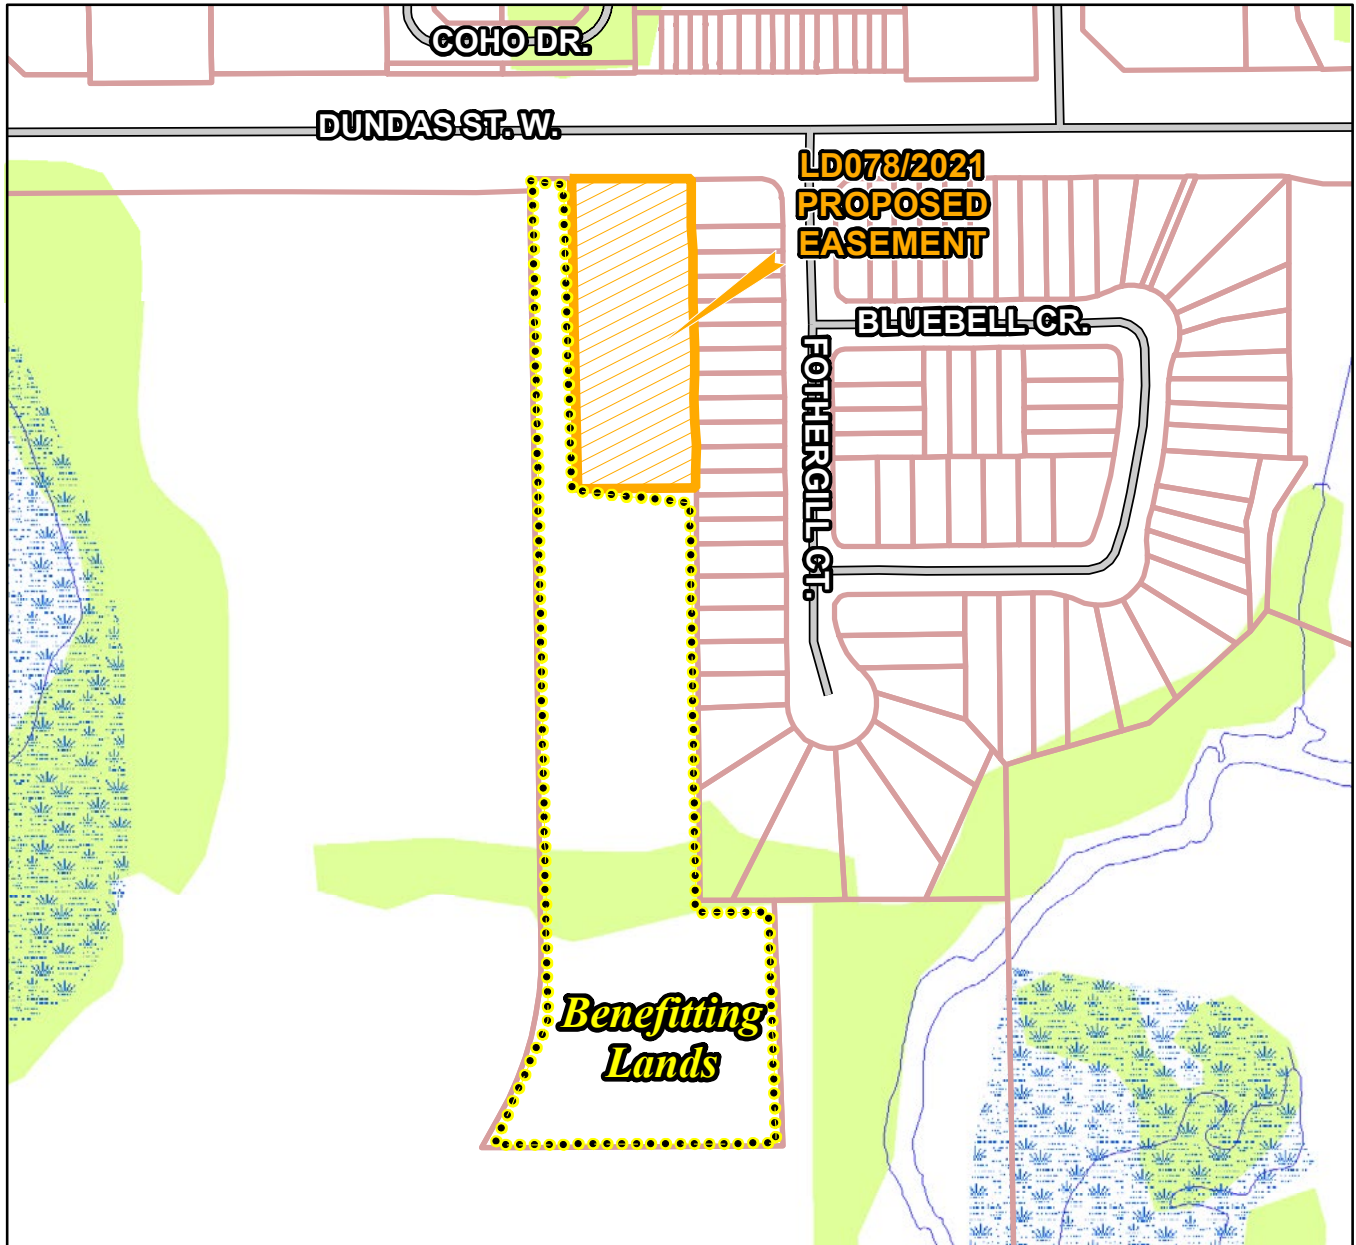 COHO DR.
DUNDAS ST. W.
LD078/2021
PROPOSED
EASEMENT
BLUEBELL CR.
FOTHERGILL CT.
Benefitting
Lands